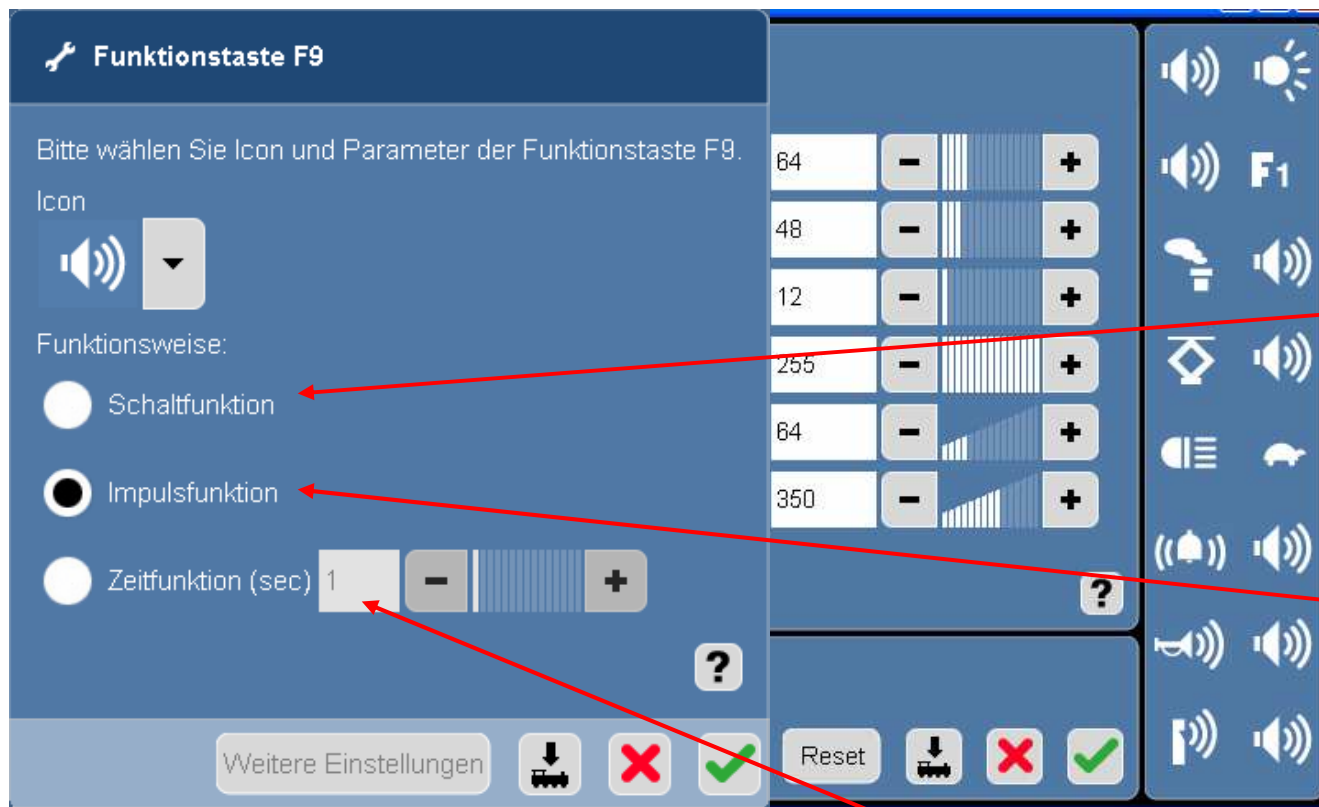 Funktionstaste F9
Bitte wählen Sie Icon und Parameter der Funktionstaste F9.
Icon
Funktionsweise:
Schaltfunktion
Impulsfunktion
Zeitfunktion (sec) 1
?
Weitere Einstellungen
64
48
12
255
64
350
?
Reset
F1